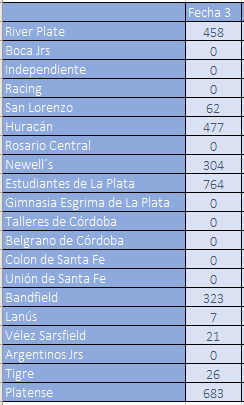 Fecha 3
River Plate 458
Boca Jrs 0
Independiente 0
Racing 0
San Lorenzo 62
Huracán 477
Rosario Central 0
Newell´s 304
Estudiantes de La Plata 764
Gimnasia Esgrima de La Plata 0
Talleres de Córdoba 0
Belgrano de Córdoba 0
Colon de Santa Fe 0
Unión de Santa Fe 0
Bandfield 323
Lanús 7
Vélez Sarsfield 21
Argentinos Jrs 0
Tigre 26
Platense 683